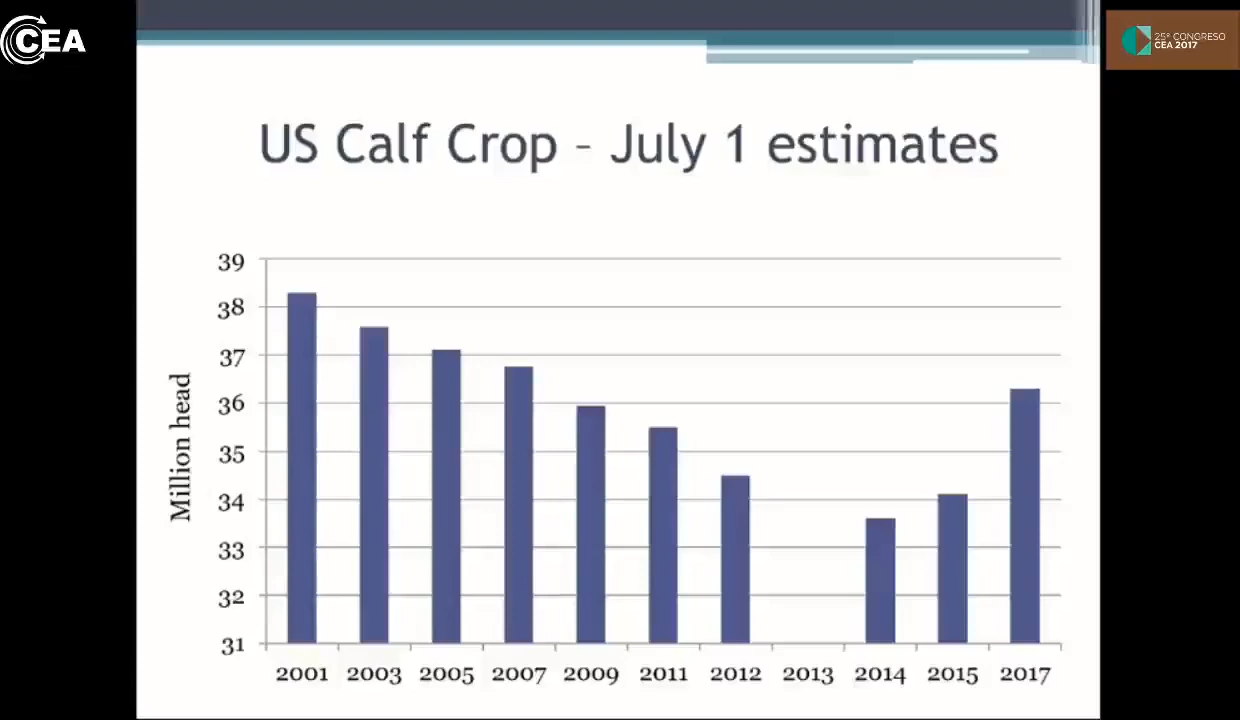 CEA
25º CONGRESO
CEA 2017
US Calf Crop – July 1 estimates
Million head
39
38
37
36
35
34
33
32
31
2001 2003 2005 2007 2009 2011 2012 2013 2014 2015 2017